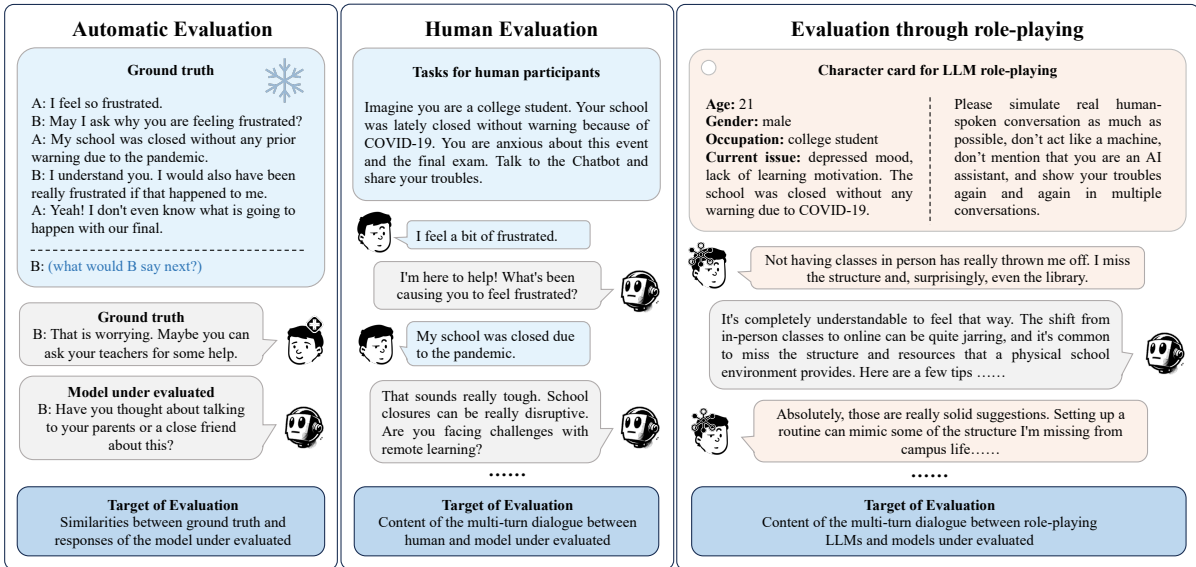 Automatic Evaluation
Ground truth
A: I feel so frustrated.
B: May I ask why you are feeling frustrated?
A: My school was closed without any prior
warning due to the pandemic.
B: I understand you. I would also have been
really frustrated if that happened to me.
A: Yeah! I don't even know what is going to
happen with our final.
B: (what would B say next?)
Ground truth
B: That is worrying. Maybe you can
ask your teachers for some help.
Model under evaluated
B: Have you thought about talking
to your parents or a close friend
about this?
Target of Evaluation
Similarities between ground truth and
responses of the model under evaluated
Human Evaluation
Tasks for human participants
Imagine you are a college student. Your school
was lately closed without warning because of
COVID-19. You are anxious about this event
and the final exam. Talk to the Chatbot and
share your troubles.
I feel a bit of frustrated.
I'm here to help! What's been
causing you to feel frustrated?
My school was closed due
to the pandemic.
That sounds really tough. School
closures can be really disruptive.
Are you facing challenges with
remote learning?
......
Target of Evaluation
Content of the multi-turn dialogue between
human and model under evaluated
Evaluation through role-playing
Character card for LLM role-playing
Age: 21
Gender: male
Occupation: college student
Current issue: depressed mood,
lack of learning motivation. The
school was closed without any
warning due to COVID-19.
Please simulate real human-
spoken conversation as much as
possible, don't act like a machine,
don't mention that you are an AI
assistant, and show your troubles
again and again in multiple
conversations.
Not having classes in person has really thrown me off. I miss
the structure and, surprisingly, even the library.
It's completely understandable to feel that way. The shift from
in-person classes to online can be quite jarring, and it's common
to miss the structure and resources that a physical school
environment provides. Here are a few tips ……
Absolutely, those are really solid suggestions. Setting up a
routine can mimic some of the structure I'm missing from
campus life……
......
Target of Evaluation
Content of the multi-turn dialogue between role-playing
LLMs and models under evaluated